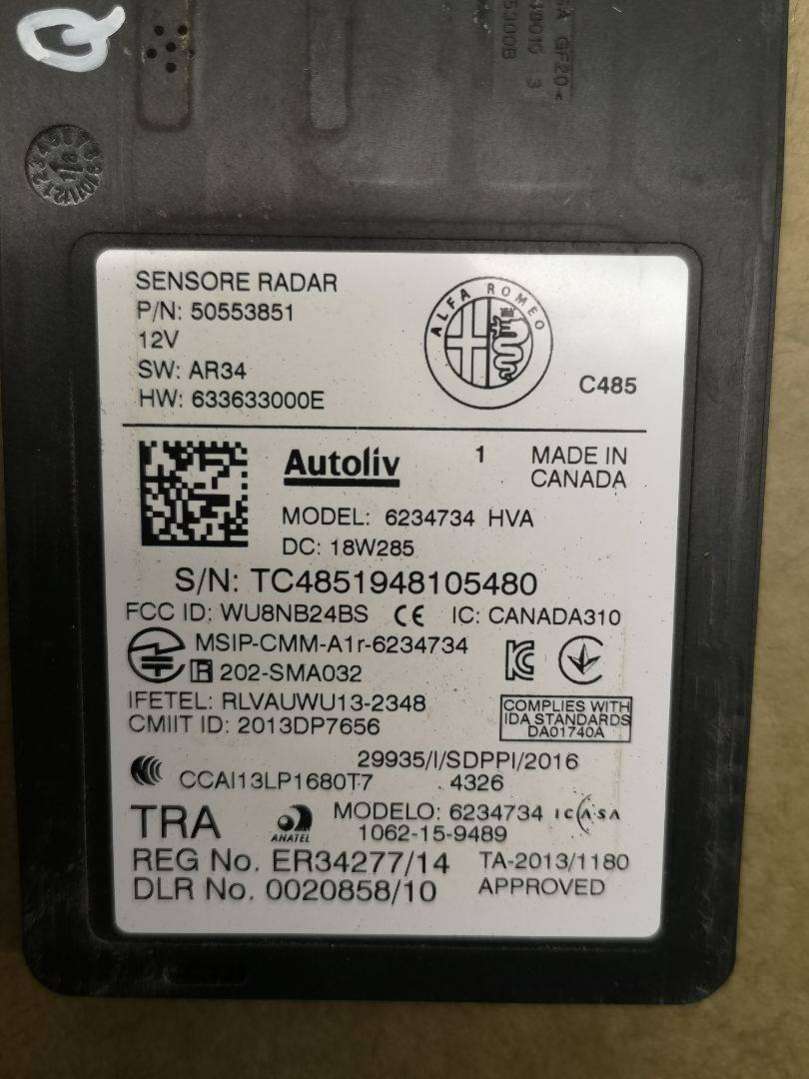 Q
SENSORE RADAR
P/N: 50553851
12V
SW: AR34
HW: 633633000E
ALFA ROMEO
C485
Autoliv
1
MADE IN
CANADA
MODEL: 6234734 HVA
DC: 18W285
S/N: TC4851948105480
FCC ID: WU8NB24BS CE IC: CANADA310
MSIP-CMM-A1r-6234734
R 202-SMA032
IFETEL: RLVAUWU13-2348
CMIIT ID: 2013DP7656
COMPLIES WITH
IDA STANDARDS
DA01740A
29935/I/SDPPI/2016
CCAI13LP1680T7
4326
TRA
ANATEL
MODELO: 6234734
ICASA
1062-15-9489
REG No. ER34277/14
TA-2013/1180
DLR No. 0020858/10
APPROVED